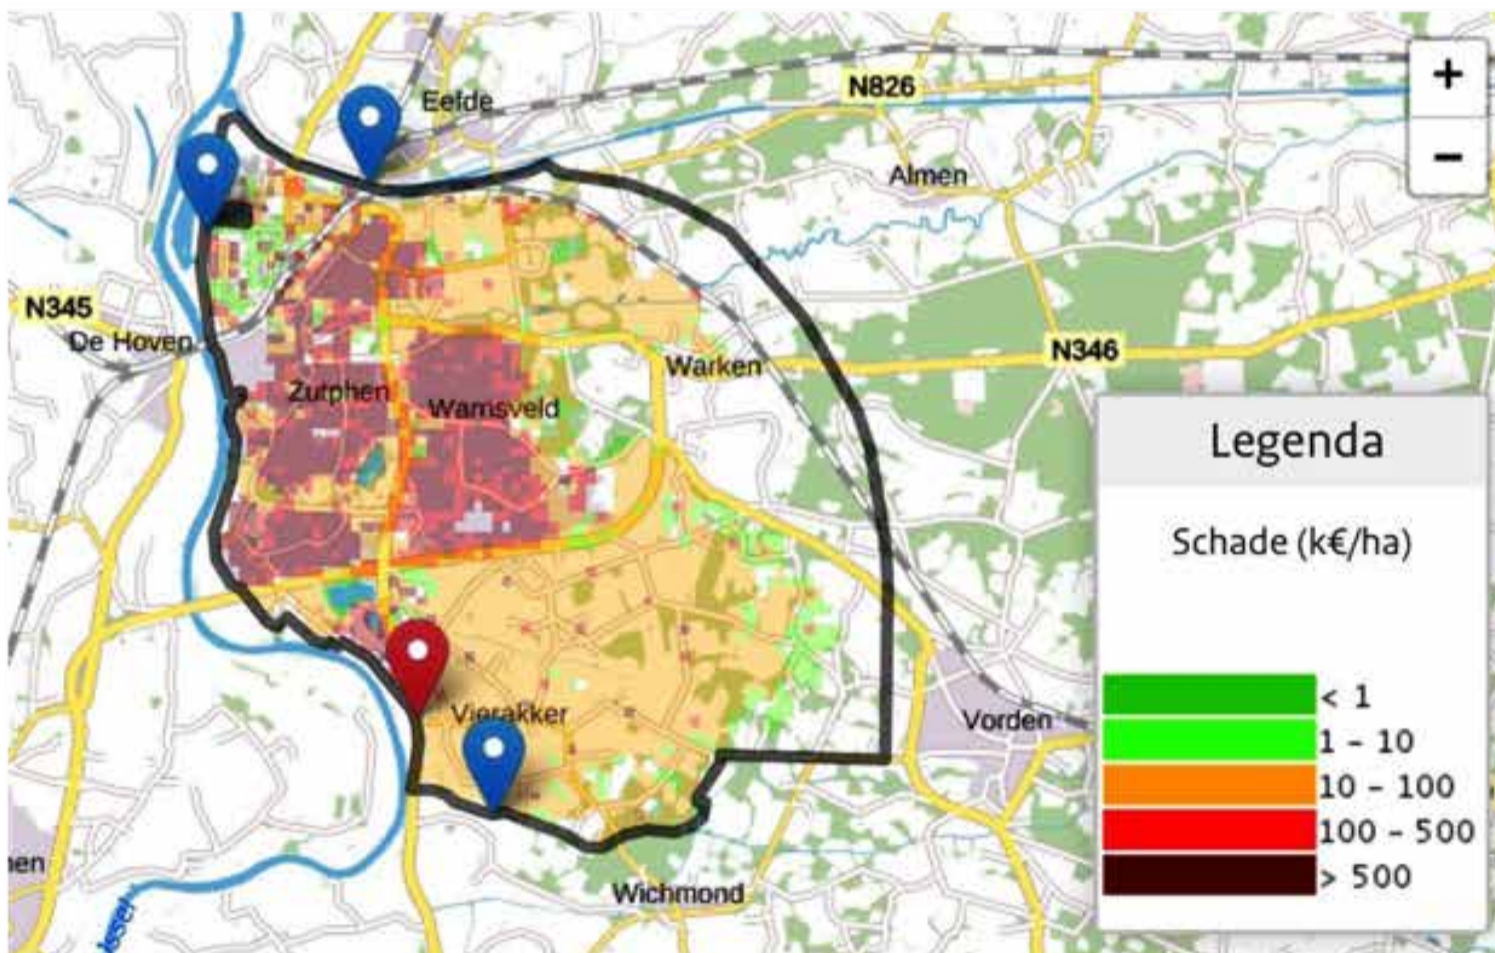 Eefde
N826
+
Almen
-
N345
De Hoven
Warken
N346
Zutphen
Warnsveld
Legenda
Schade (k€/ha)
Vierakker
Vorden
< 1
1 - 10
10 - 100
100 - 500
> 500
Wichmond
IJssel